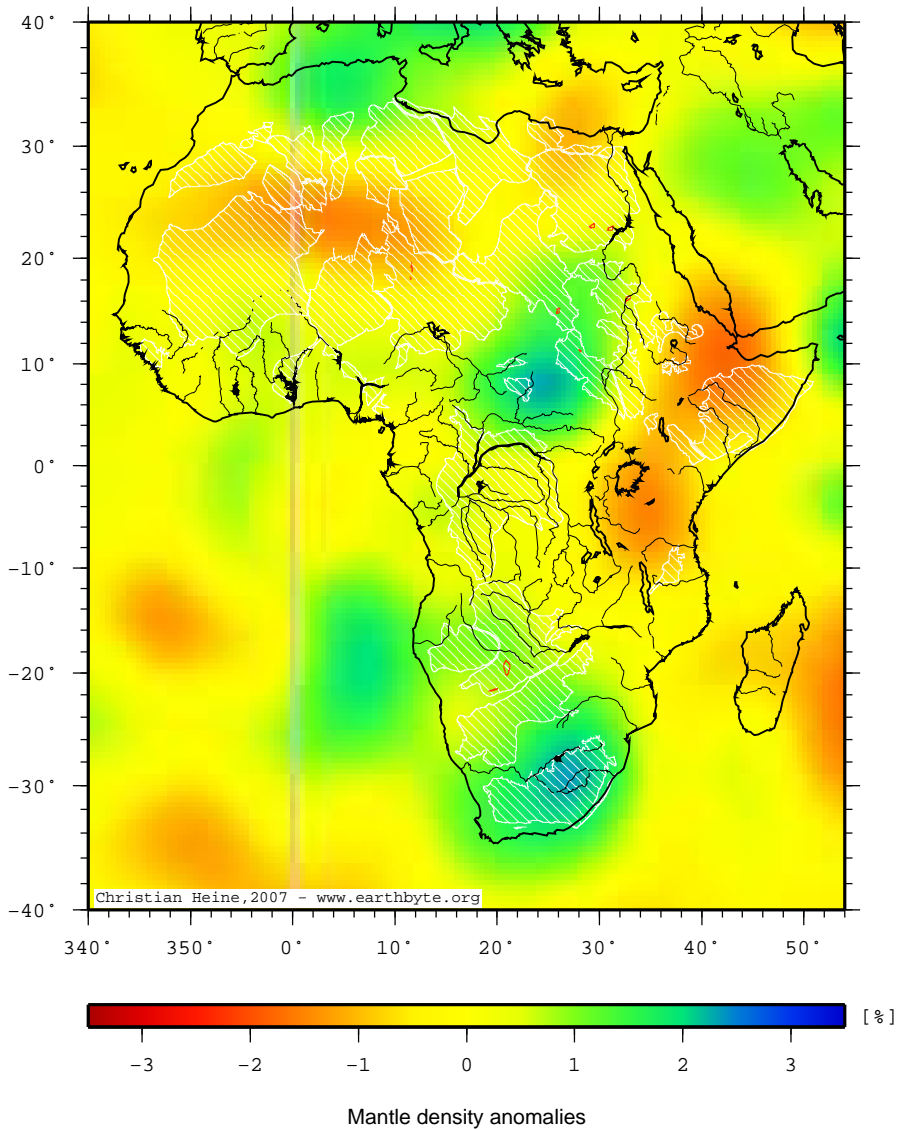 40°
30°
20°
10°
0°
−10°
−20°
−30°
−40°
Christian Heine,2007 - www.earthbyte.org
340° 350° 0° 10° 20° 30° 40° 50°
[%]
−3 −2 −1 0 1 2 3
Mantle density anomalies